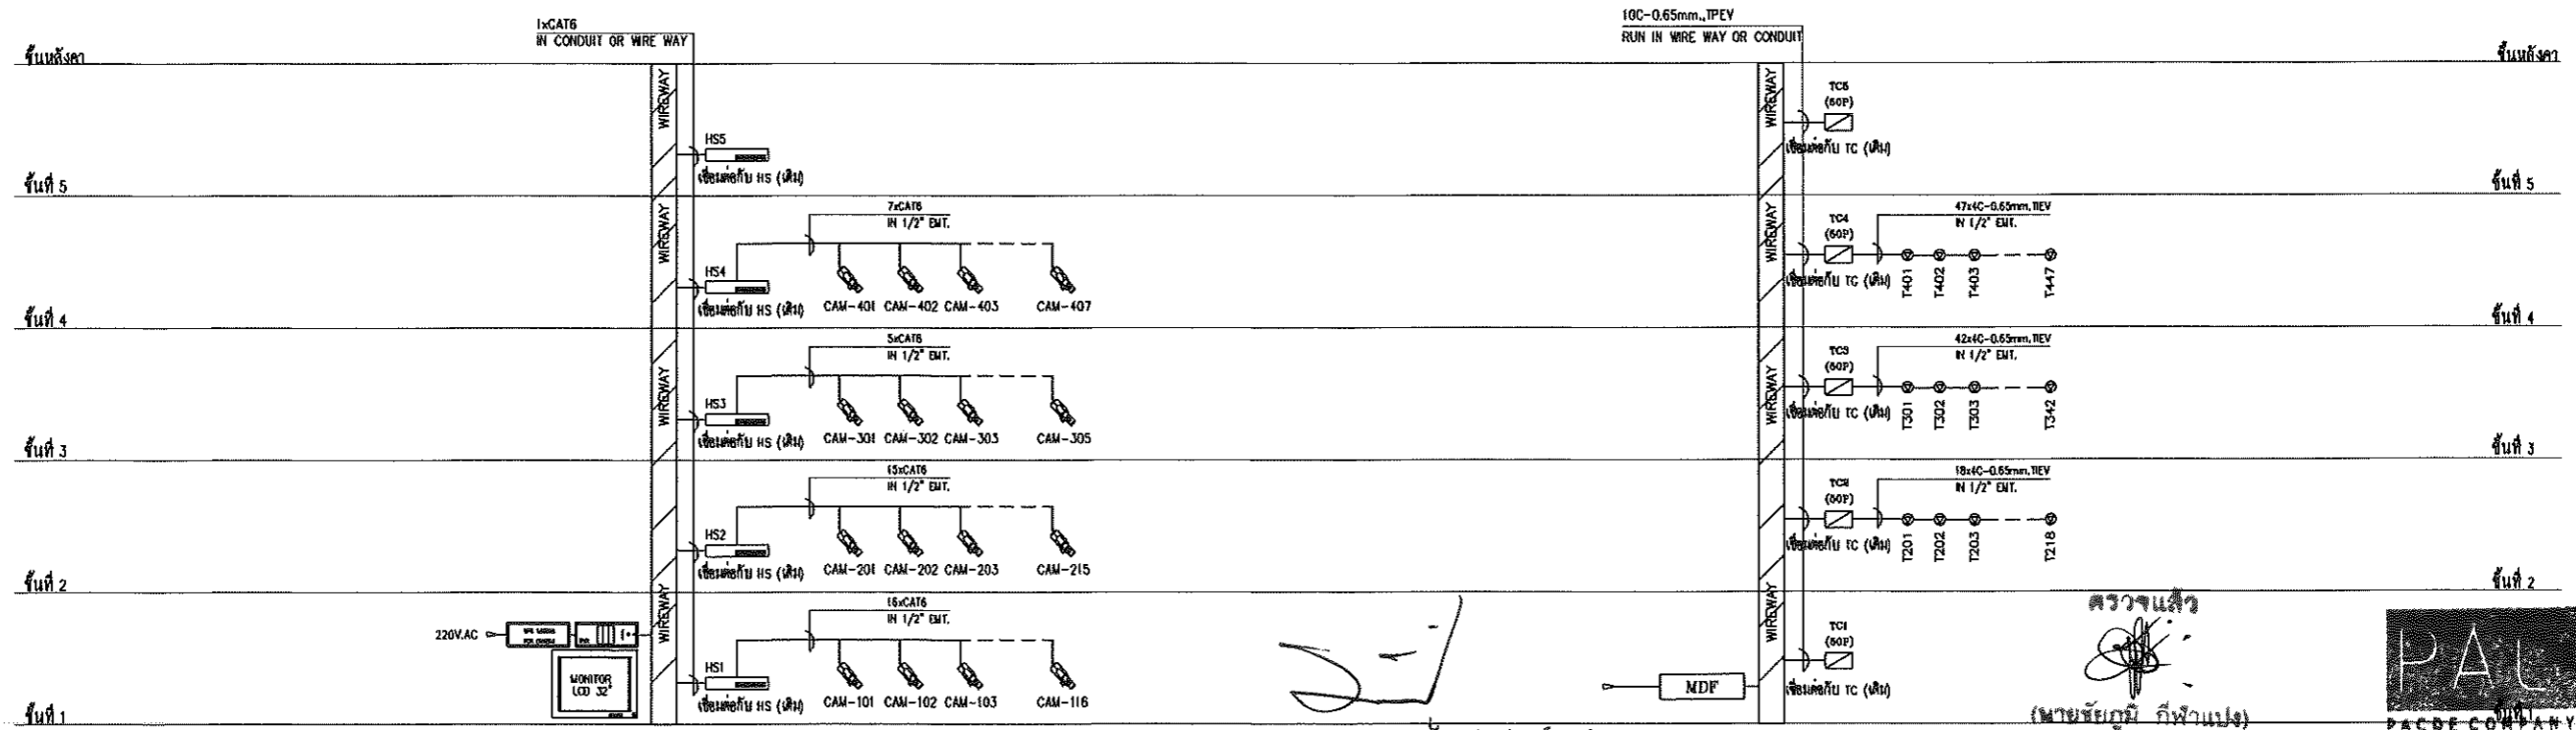 1xCAT6
IN CONDUIT OR WIRE WAY
10C-0.65mm.,TPEV
RUN IN WIRE WAY OR CONDUIT
ชั้นหลังคา
ชั้นหลังคา
WIREWAY
HS5
เชื่อมต่อกับ HS (เดิม)
WIREWAY
TC5
(60P)
เชื่อมต่อกับ TC (เดิม)
ชั้นที่ 5
ชั้นที่ 5
WIREWAY
7xCAT6
IN 1/2" EMT.
HS4
เชื่อมต่อกับ HS (เดิม)
CAM-401 CAM-402 CAM-403 CAM-407
WIREWAY
TC4
(60P)
เชื่อมต่อกับ TC (เดิม)
47x4C-0.65mm,TIEV
IN 1/2" EMT.
T401 T402 T403 T447
ชั้นที่ 4
ชั้นที่ 4
WIREWAY
5xCAT6
IN 1/2" EMT.
HS3
เชื่อมต่อกับ HS (เดิม)
CAM-301 CAM-302 CAM-303 CAM-305
WIREWAY
TC3
(60P)
เชื่อมต่อกับ TC (เดิม)
42x4C-0.65mm,TIEV
IN 1/2" EMT.
T301 T302 T303 T342
ชั้นที่ 3
ชั้นที่ 3
15xCAT6
IN 1/2" EMT.
HS2
เชื่อมต่อกับ HS (เดิม)
CAM-201 CAM-202 CAM-203 CAM-215
TC2
(60P)
เชื่อมต่อกับ TC (เดิม)
18x4C-0.65mm,TIEV
IN 1/2" EMT.
T201 T202 T203 T218
ชั้นที่ 2
ชั้นที่ 2
WIREWAY
220V.AC
MONITOR
LCD 32"
16xCAT6
IN 1/2" EMT.
HS1
เชื่อมต่อกับ HS (เดิม)
CAM-101 CAM-102 CAM-103 CAM-116
MDF
WIREWAY
TC1
(60P)
เชื่อมต่อกับ TC (เดิม)
ตรวจแล้ว
(นายชัยภูมิ กีฬาแปง)
PAL
PACDE COMPANY
ชั้นที่ 1
ชั้นที่ 1